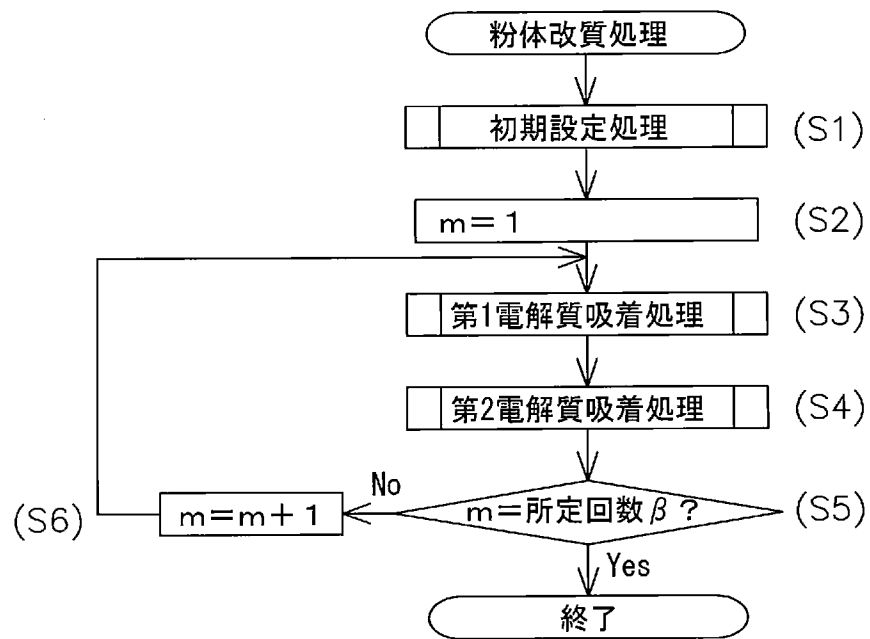 粉体改質処理
初期設定処理 (S1)
m=1 (S2)
第1電解質吸着処理 (S3)
第2電解質吸着処理 (S4)
m=所定回数β? (S5)
No
(S6) m=m+1
Yes
終了